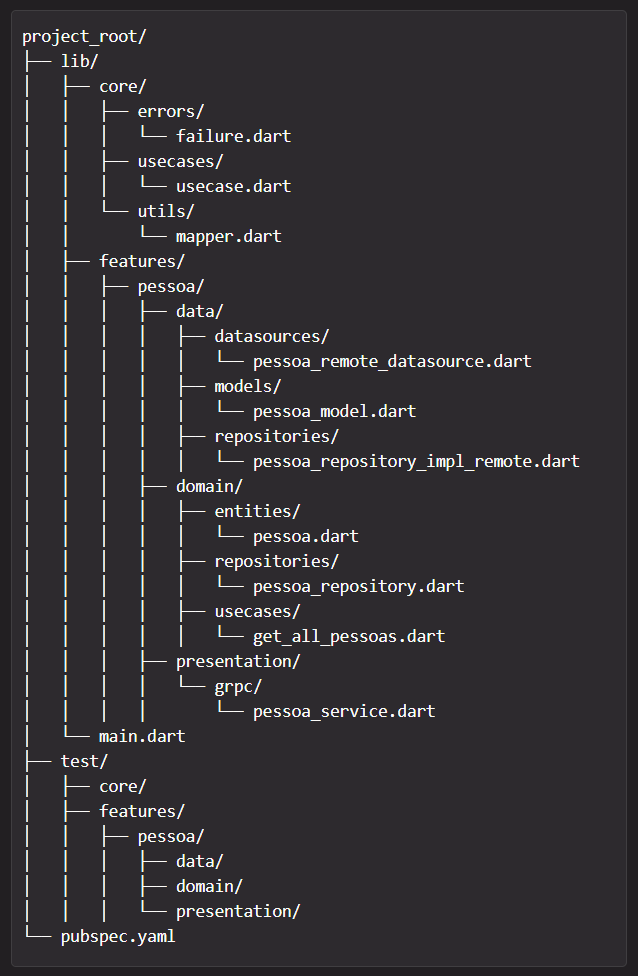 project_root/
├── lib/
│   ├── core/
│   │   ├── errors/
│   │   │   └── failure.dart
│   │   ├── usecases/
│   │   │   └── usecase.dart
│   │   └── utils/
│   │       └── mapper.dart
│   ├── features/
│   │   ├── pessoa/
│   │   │   ├── data/
│   │   │   │   ├── datasources/
│   │   │   │   │   └── pessoa_remote_datasource.dart
│   │   │   │   ├── models/
│   │   │   │   │   └── pessoa_model.dart
│   │   │   │   ├── repositories/
│   │   │   │   │   └── pessoa_repository_impl_remote.dart
│   │   │   ├── domain/
│   │   │   │   ├── entities/
│   │   │   │   │   └── pessoa.dart
│   │   │   │   ├── repositories/
│   │   │   │   │   └── pessoa_repository.dart
│   │   │   │   ├── usecases/
│   │   │   │   │   └── get_all_pessoas.dart
│   │   │   ├── presentation/
│   │   │   │   └── grpc/
│   │   │   │       └── pessoa_service.dart
│   └── main.dart
├── test/
│   ├── core/
│   ├── features/
│   │   ├── pessoa/
│   │   │   ├── data/
│   │   │   ├── domain/
│   │   │   └── presentation/
└── pubspec.yaml